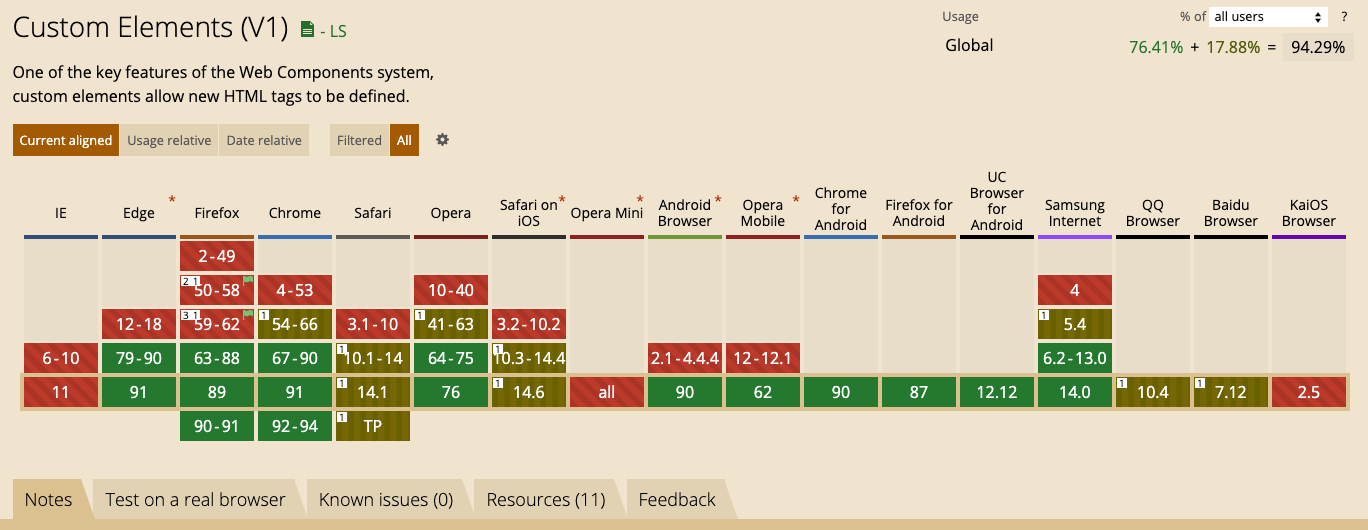 Custom Elements (V1) - LS
Usage % of all users ?
Global 76.41% + 17.88% = 94.29%
One of the key features of the Web Components system,
custom elements allow new HTML tags to be defined.
Current aligned Usage relative Date relative Filtered All
IE Edge * Firefox Chrome Safari Opera Safari on iOS * Opera Mini * Android Browser * Opera Mobile * Chrome for Android Firefox for Android UC Browser for Android Samsung Internet QQ Browser Baidu Browser KaiOS Browser
2-49
2 1 50-58 4-53 10-40 4
12-18 3 1 59-62 1 54-66 3.1-10 1 41-63 3.2-10.2 1 5.4
6-10 79-90 63-88 67-90 1 10.1-14 64-75 1 10.3-14.4 2.1-4.4.4 12-12.1 6.2-13.0
11 91 89 91 1 14.1 76 1 14.6 all 90 62 90 87 12.12 14.0 1 10.4 1 7.12 2.5
90-91 92-94 1 TP
Notes Test on a real browser Known issues (0) Resources (11) Feedback